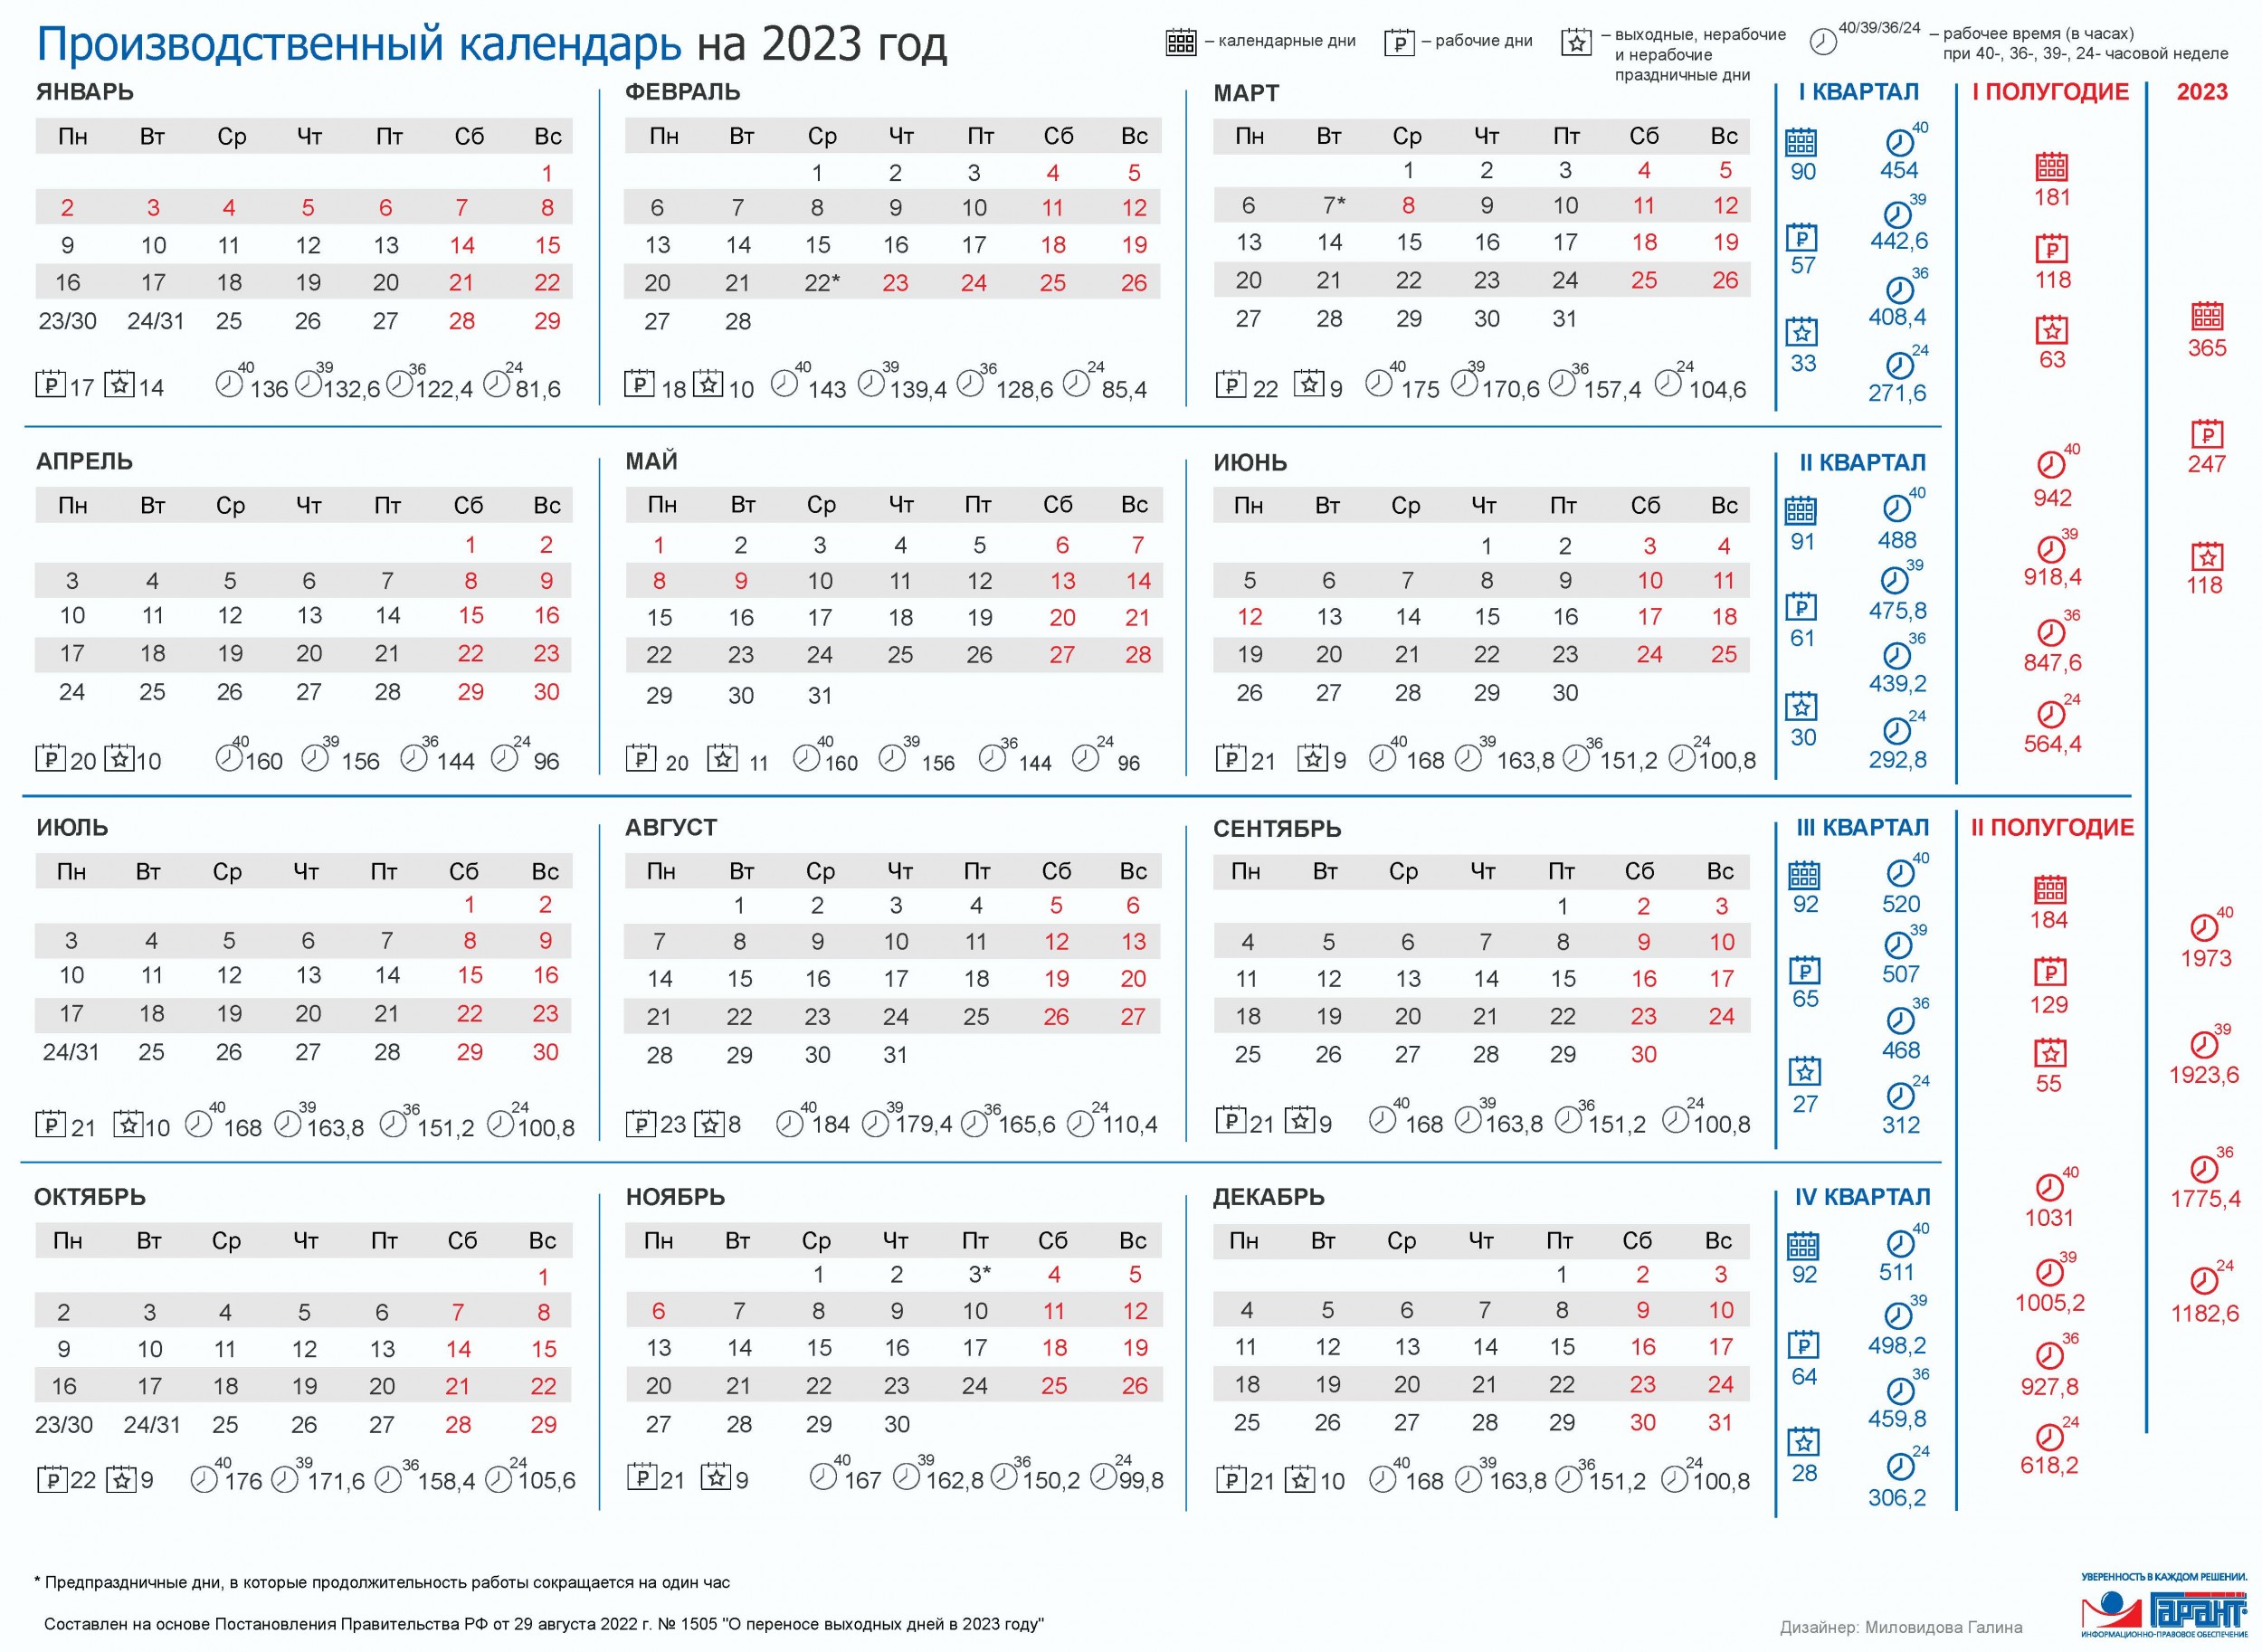 Производственный календарь на 2023 год
– календарные дни
– рабочие дни
– выходные, нерабочие
и нерабочие
праздничные дни
40/39/36/24 – рабочее время (в часах)
при 40-, 36-, 39-, 24- часовой неделе
ЯНВАРЬ
Пн Вт Ср Чт Пт Сб Вс
1
2 3 4 5 6 7 8
9 10 11 12 13 14 15
16 17 18 19 20 21 22
23/30 24/31 25 26 27 28 29
17 14 40 136 39 132,6 36 122,4 24 81,6
ФЕВРАЛЬ
Пн Вт Ср Чт Пт Сб Вс
1 2 3 4 5
6 7 8 9 10 11 12
13 14 15 16 17 18 19
20 21 22* 23 24 25 26
27 28
18 10 40 143 39 139,4 36 128,6 24 85,4
МАРТ
Пн Вт Ср Чт Пт Сб Вс
1 2 3 4 5
6 7* 8 9 10 11 12
13 14 15 16 17 18 19
20 21 22 23 24 25 26
27 28 29 30 31
22 9 40 175 39 170,6 36 157,4 24 104,6
I КВАРТАЛ
40
90 454
39
442,6
57
36
408,4
33
24
271,6
АПРЕЛЬ
Пн Вт Ср Чт Пт Сб Вс
1 2
3 4 5 6 7 8 9
10 11 12 13 14 15 16
17 18 19 20 21 22 23
24 25 26 27 28 29 30
20 10 40 160 39 156 36 144 24 96
МАЙ
Пн Вт Ср Чт Пт Сб Вс
1 2 3 4 5 6 7
8 9 10 11 12 13 14
15 16 17 18 19 20 21
22 23 24 25 26 27 28
29 30 31
20 11 40 160 39 156 36 144 24 96
ИЮНЬ
Пн Вт Ср Чт Пт Сб Вс
1 2 3 4
5 6 7 8 9 10 11
12 13 14 15 16 17 18
19 20 21 22 23 24 25
26 27 28 29 30
21 9 40 168 39 163,8 36 151,2 24 100,8
II КВАРТАЛ
40
91 488
39
475,8
61
36
439,2
30
24
292,8
I ПОЛУГОДИЕ
181
118
63
40
942
39
918,4
36
847,6
24
564,4
ИЮЛЬ
Пн Вт Ср Чт Пт Сб Вс
1 2
3 4 5 6 7 8 9
10 11 12 13 14 15 16
17 18 19 20 21 22 23
24/31 25 26 27 28 29 30
21 10 40 168 39 163,8 36 151,2 24 100,8
АВГУСТ
Пн Вт Ср Чт Пт Сб Вс
1 2 3 4 5 6
7 8 9 10 11 12 13
14 15 16 17 18 19 20
21 22 23 24 25 26 27
28 29 30 31
23 8 40 184 39 179,4 36 165,6 24 110,4
СЕНТЯБРЬ
Пн Вт Ср Чт Пт Сб Вс
1 2 3
4 5 6 7 8 9 10
11 12 13 14 15 16 17
18 19 20 21 22 23 24
25 26 27 28 29 30
21 9 40 168 39 163,8 36 151,2 24 100,8
III КВАРТАЛ
40
92 520
39
507
65
36
468
27
24
312
ОКТЯБРЬ
Пн Вт Ср Чт Пт Сб Вс
1
2 3 4 5 6 7 8
9 10 11 12 13 14 15
16 17 18 19 20 21 22
23/30 24/31 25 26 27 28 29
22 9 40 176 39 171,6 36 158,4 24 105,6
НОЯБРЬ
Пн Вт Ср Чт Пт Сб Вс
1 2 3* 4 5
6 7 8 9 10 11 12
13 14 15 16 17 18 19
20 21 22 23 24 25 26
27 28 29 30
21 9 40 167 39 162,8 36 150,2 24 99,8
ДЕКАБРЬ
Пн Вт Ср Чт Пт Сб Вс
1 2 3
4 5 6 7 8 9 10
11 12 13 14 15 16 17
18 19 20 21 22 23 24
25 26 27 28 29 30 31
21 10 40 168 39 163,8 36 151,2 24 100,8
IV КВАРТАЛ
40
92 511
39
498,2
64
36
459,8
28
24
306,2
II ПОЛУГОДИЕ
184
129
55
40
1031
39
1005,2
36
927,8
24
618,2
2023
365
247
118
40
1973
39
1923,6
36
1775,4
24
1182,6
* Предпраздничные дни, в которые продолжительность работы сокращается на один час
Составлен на основе Постановления Правительства РФ от 29 августа 2022 г. № 1505 "О переносе выходных дней в 2023 году"
Дизайнер: Миловидова Галина
УВЕРЕННОСТЬ В КАЖДОМ РЕШЕНИИ.
ГАРАНТ
ИНФОРМАЦИОННО-ПРАВОВОЕ ОБЕСПЕЧЕНИЕ